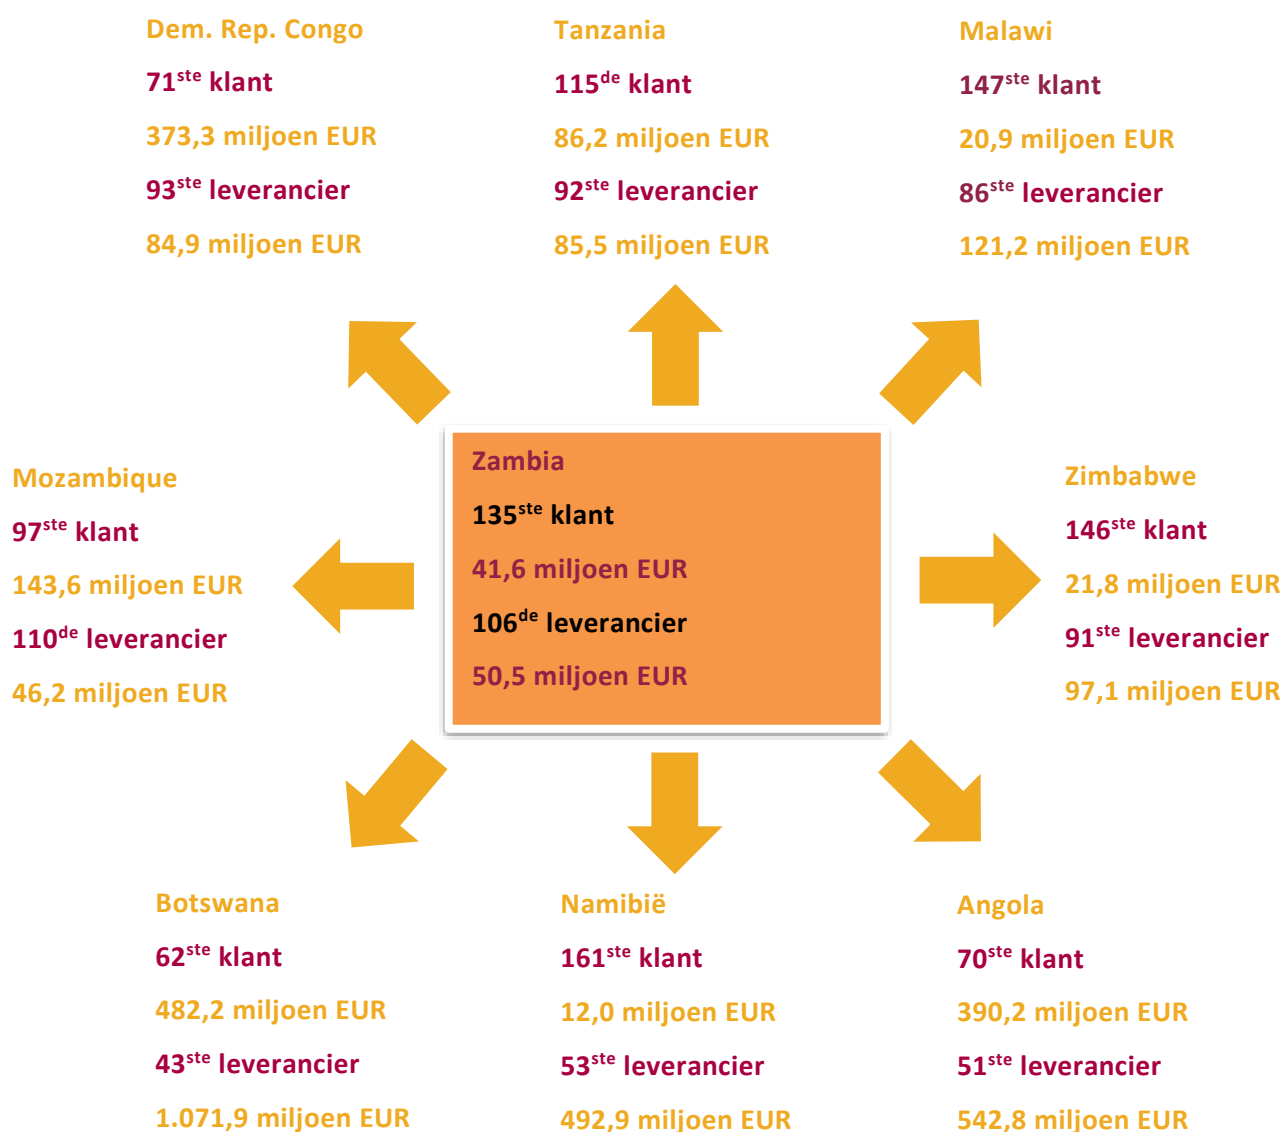 Dem. Rep. Congo
71ste klant
373,3 miljoen EUR
93ste leverancier
84,9 miljoen EUR
Tanzania
115de klant
86,2 miljoen EUR
92ste leverancier
85,5 miljoen EUR
Malawi
147ste klant
20,9 miljoen EUR
86ste leverancier
121,2 miljoen EUR
Mozambique
97ste klant
143,6 miljoen EUR
110de leverancier
46,2 miljoen EUR
Zambia
135ste klant
41,6 miljoen EUR
106de leverancier
50,5 miljoen EUR
Zimbabwe
146ste klant
21,8 miljoen EUR
91ste leverancier
97,1 miljoen EUR
Botswana
62ste klant
482,2 miljoen EUR
43ste leverancier
1.071,9 miljoen EUR
Namibië
161ste klant
12,0 miljoen EUR
53ste leverancier
492,9 miljoen EUR
Angola
70ste klant
390,2 miljoen EUR
51ste leverancier
542,8 miljoen EUR